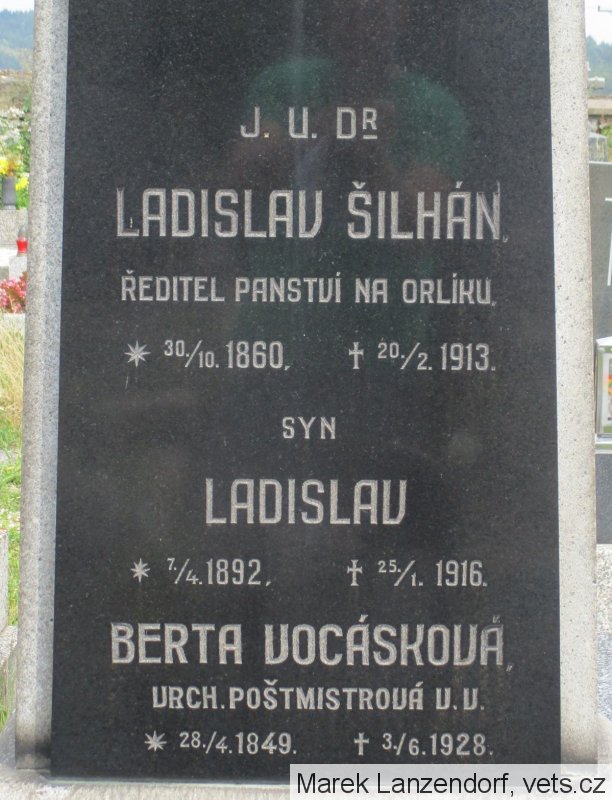 J. U. DR
LADISLAV ŠILHÁN,
ŘEDITEL PANSTVÍ NA ORLÍKU,
* 30./10. 1860, † 20./2. 1913.
SYN
LADISLAV
* 7./4. 1892, † 25./1. 1916.
BERTA VOCÁSKOVÁ,
VRCH. POŠTMISTROVÁ V. V.
* 28./4. 1849. † 3./6. 1928.
Marek Lanzendorf, vets.cz